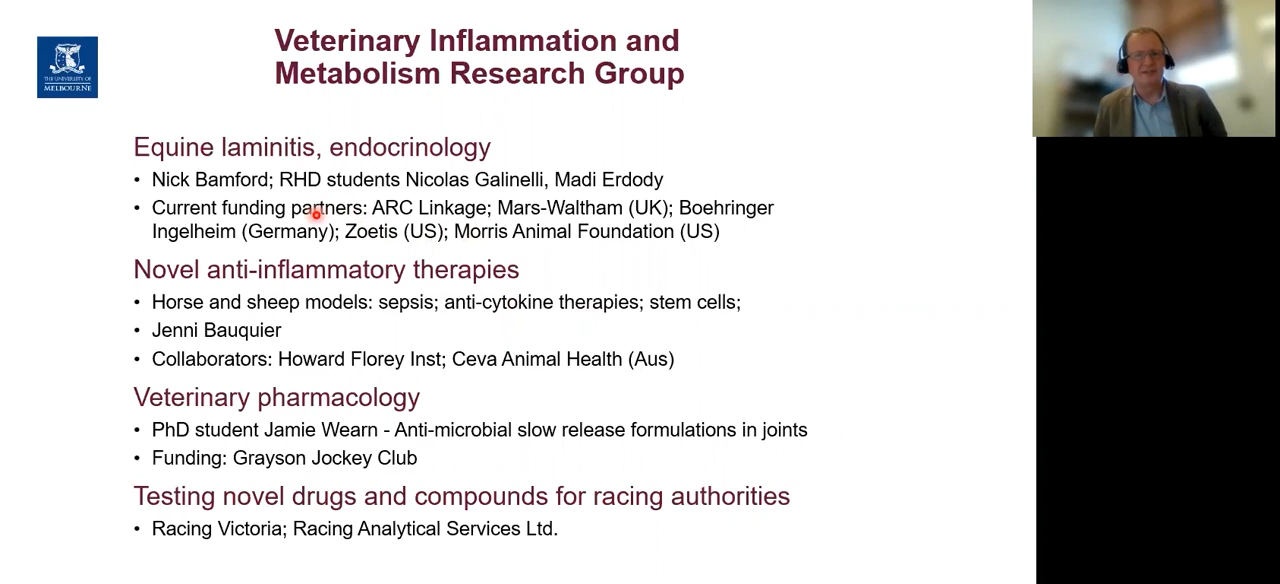 THE UNIVERSITY OF
MELBOURNE
Veterinary Inflammation and
Metabolism Research Group
Equine laminitis, endocrinology
• Nick Bamford; RHD students Nicolas Galinelli, Madi Erdody
• Current funding partners: ARC Linkage; Mars-Waltham (UK); Boehringer
Ingelheim (Germany); Zoetis (US); Morris Animal Foundation (US)
Novel anti-inflammatory therapies
• Horse and sheep models: sepsis; anti-cytokine therapies; stem cells;
• Jenni Bauquier
• Collaborators: Howard Florey Inst; Ceva Animal Health (Aus)
Veterinary pharmacology
• PhD student Jamie Wearn - Anti-microbial slow release formulations in joints
• Funding: Grayson Jockey Club
Testing novel drugs and compounds for racing authorities
• Racing Victoria; Racing Analytical Services Ltd.